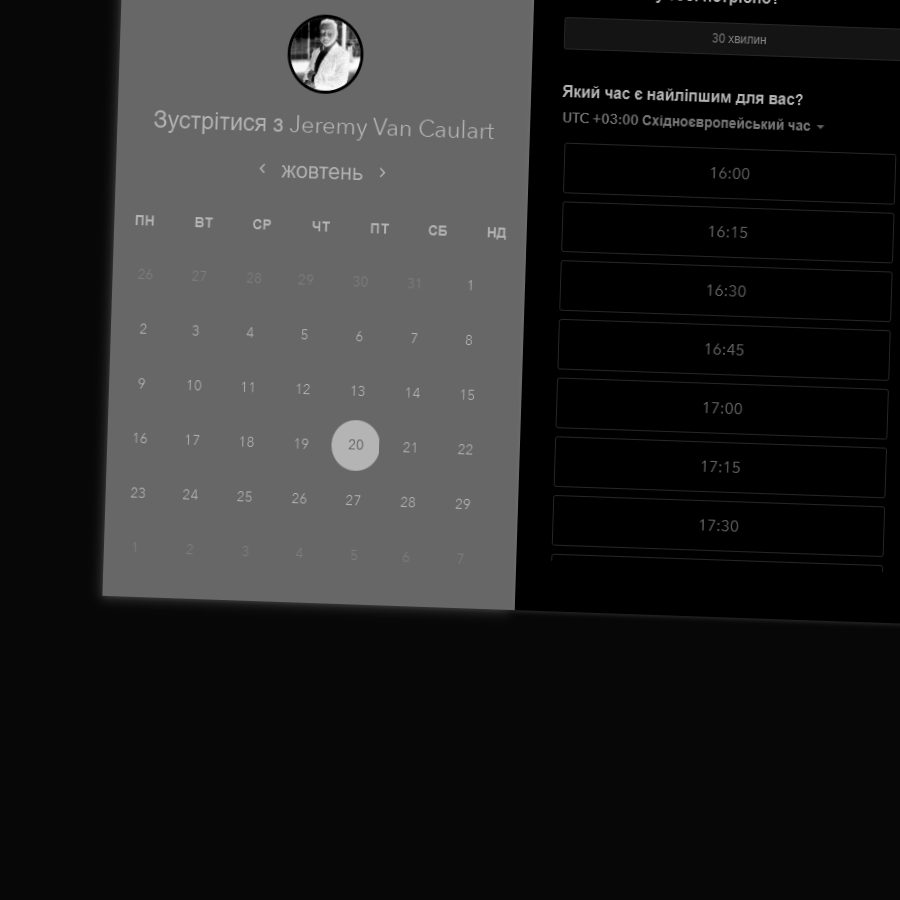 30 хвилин
Зустрітися з Jeremy Van Caulart
жовтень
ПН ВТ СР ЧТ ПТ СБ НД
26 27 28 29 30 31 1
2 3 4 5 6 7 8
9 10 11 12 13 14 15
16 17 18 19 20 21 22
23 24 25 26 27 28 29
1 2 3 4 5 6 7
Який час є найліпшим для вас?
UTC +03:00 Східноєвропейський час
16:00
16:15
16:30
16:45
17:00
17:15
17:30